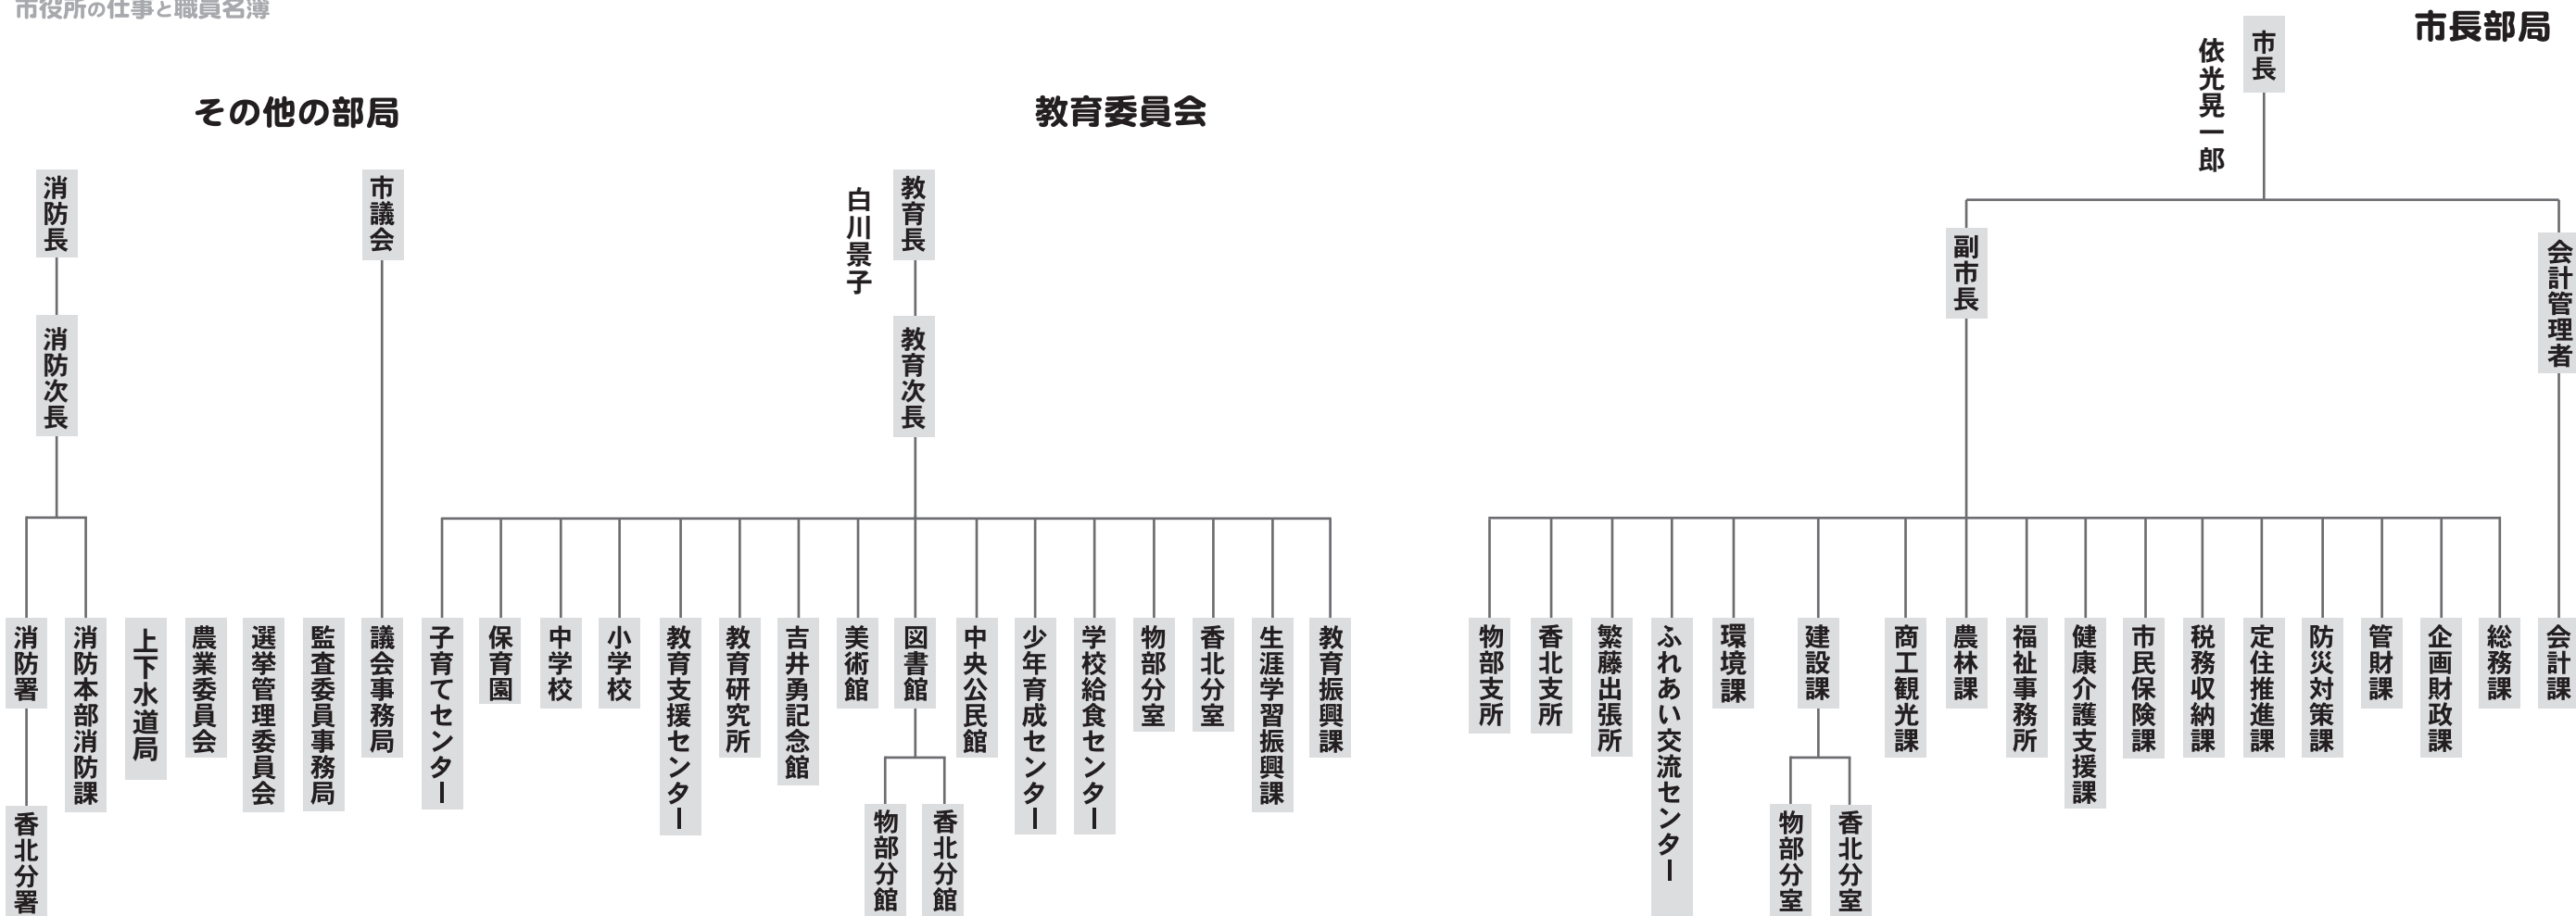 市役所の仕事と職員名簿
市長部局
市長
依光晃一郎
会計管理者
副市長
会計課
総務課
企画財政課
管財課
防災対策課
定住推進課
税務収納課
市民保険課
健康介護支援課
福祉事務所
農林課
商工観光課
建設課
香北分室
物部分室
環境課
ふれあい交流センター
繁藤出張所
香北支所
物部支所
教育委員会
教育長
白川景子
教育次長
教育振興課
生涯学習振興課
香北分室
物部分室
学校給食センター
少年育成センター
中央公民館
図書館
香北分館
物部分館
美術館
吉井勇記念館
教育研究所
教育支援センター
小学校
中学校
保育園
子育てセンター
その他の部局
市議会
議会事務局
監査委員事務局
選挙管理委員会
農業委員会
上下水道局
消防長
消防次長
消防本部消防課
消防署
香北分署